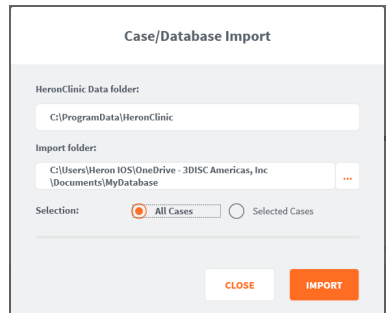 Case/Database Import
HeronClinic Data folder:
C:\ProgramData\HeronClinic
Import folder:
C:\Users\Heron IOS\OneDrive - 3DISC Americas, Inc
\Documents\MyDatabase
...
Selection: All Cases Selected Cases
CLOSE IMPORT